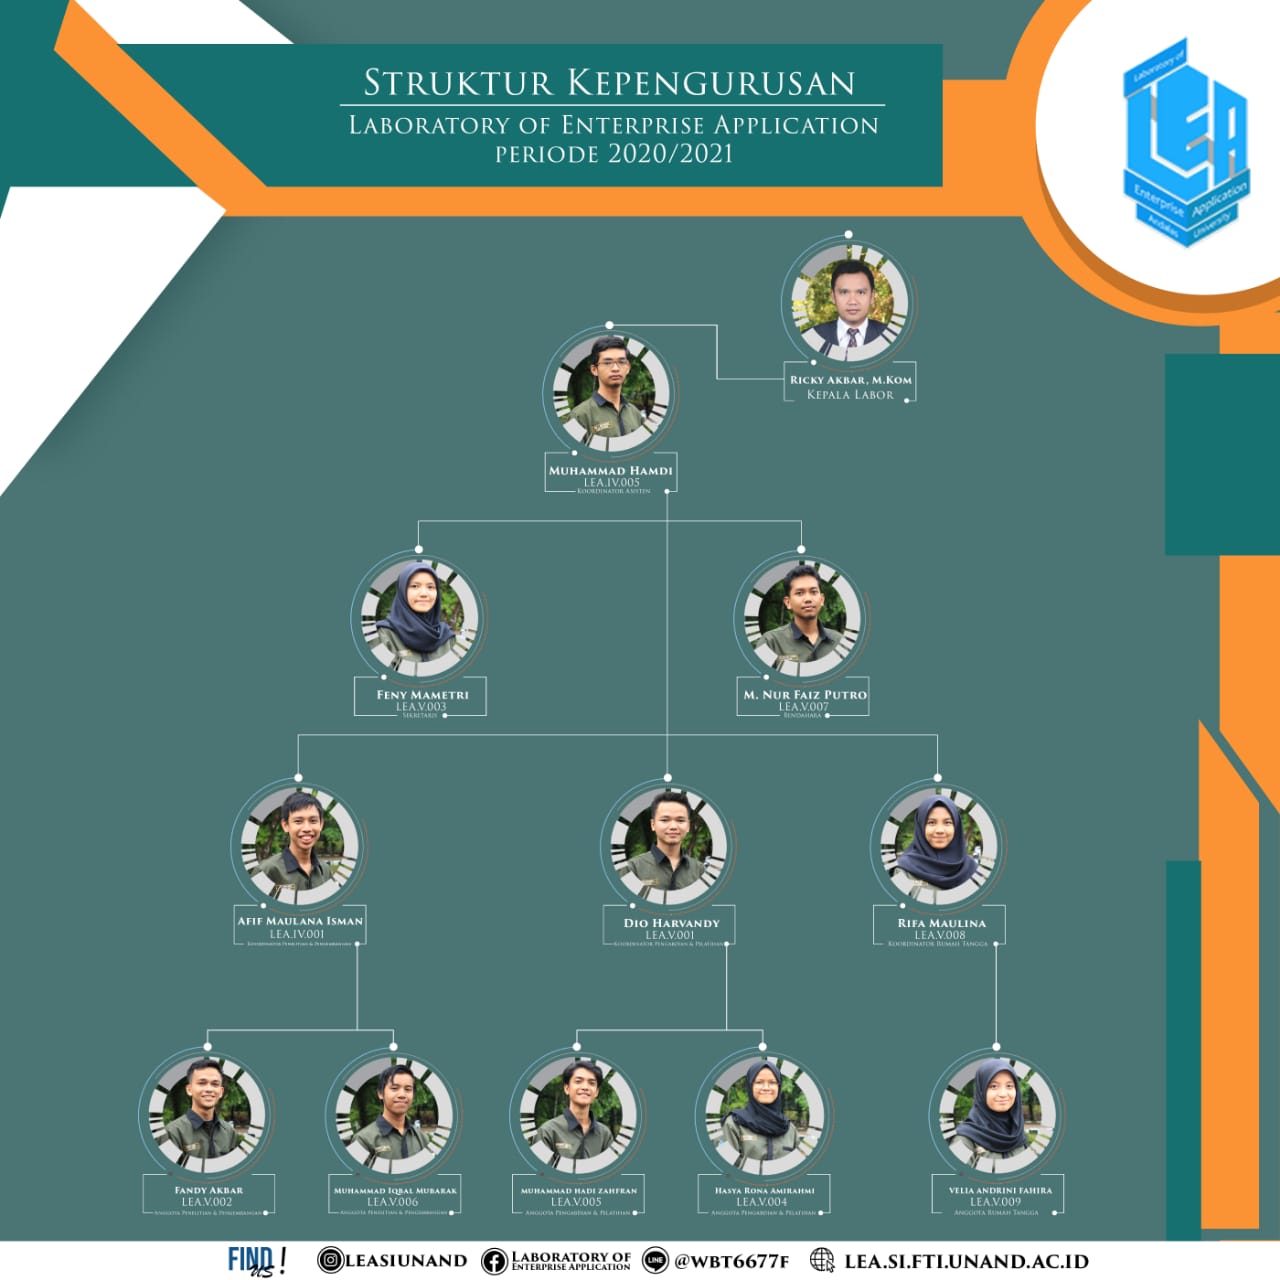 Struktur Kepengurusan
Laboratory of Enterprise Application
periode 2020/2021
Laboratory of
LEA
Enterprise Application
Andalas University
Ricky Akbar, M.Kom
Kepala Labor
Muhammad Hamdi
LEA.IV.005
Koordinator Asisten
Feny Mametri
LEA.V.003
Sekretaris
M. Nur Faiz Putro
LEA.V.007
Bendahara
Afif Maulana Isman
LEA.IV.001
Koordinator Penelitian & Pengembangan
Dio Harvandy
LEA.V.001
Koordinator Pengabdian & Pelatihan
Rifa Maulina
LEA.V.008
Koordinator Rumah Tangga
Fandy Akbar
LEA.V.002
Anggota Penelitian & Pengembangan
Muhammad Iqbal Mubarak
LEA.V.006
Anggota Penelitian & Pengembangan
Muhammad Hadi Zahfran
LEA.V.005
Anggota Pengabdian & Pelatihan
Hasya Rona Amirahmi
LEA.V.004
Anggota Pengabdian & Pelatihan
Velia Andrini Fahira
LEA.V.009
Anggota Rumah Tangga
FIND us !
LEASIUNAND
Laboratory of
Enterprise Application
LINE
@WBT6677F
LEA.SI.FTI.UNAND.AC.ID